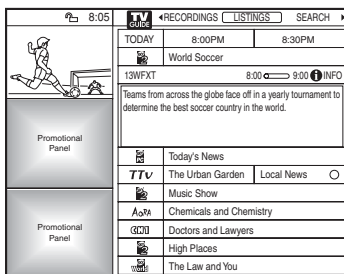 8:05
TV GUIDE
RECORDINGS LISTINGS SEARCH
TODAY 8:00PM 8:30PM
World Soccer
13WFXT 8:00 9:00 INFO
Teams from across the globe face off in a yearly tournament to
determine the best soccer country in the world.
Promotional
Panel
Today's News
TTV The Urban Garden Local News
Music Show
Chemicals and Chemistry
Doctors and Lawyers
Promotional
Panel
High Places
The Law and You